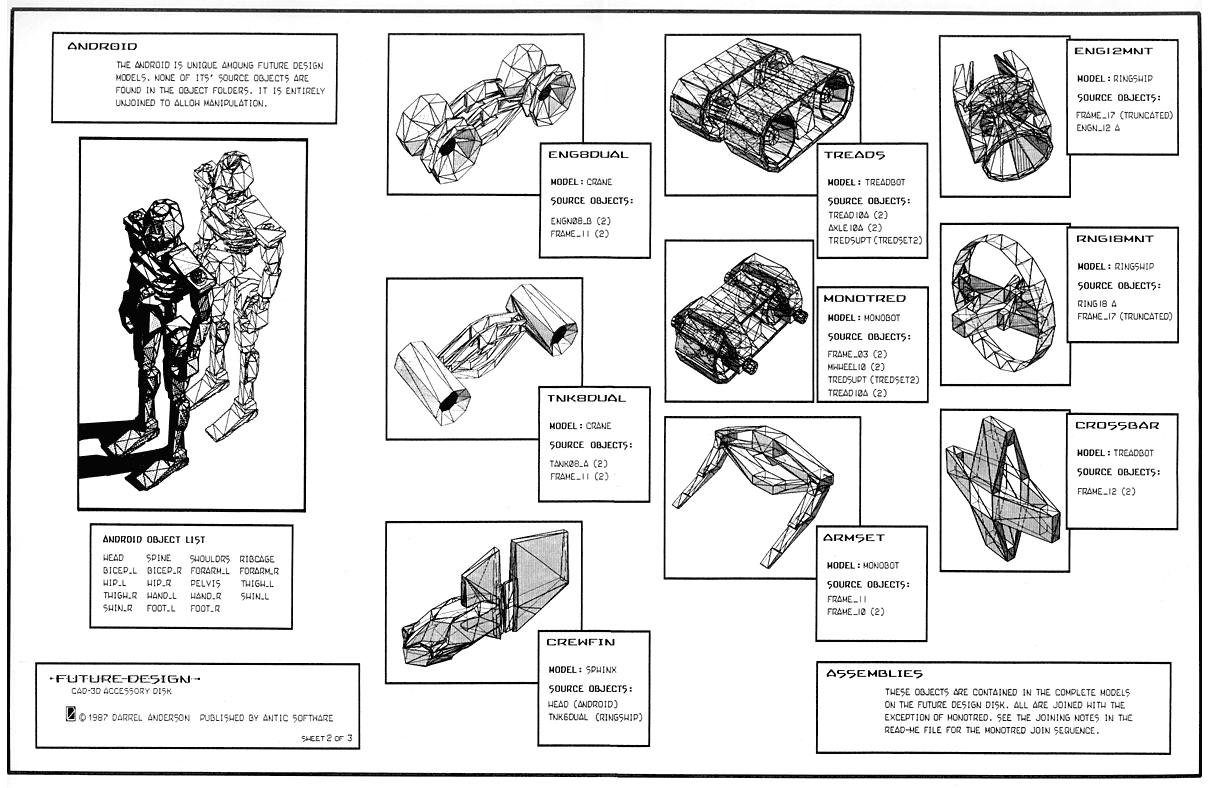 ANDROID
THE ANDROID IS UNIQUE AMOUNG FUTURE DESIGN
MODELS. NONE OF ITS' SOURCE OBJECTS ARE
FOUND IN THE OBJECT FOLDERS. IT IS ENTIRELY
UNJOINED TO ALLOW MANIPULATION.
ANDROID OBJECT LIST
HEAD SPINE SHOULDRS RIBCAGE
BICEP_L BICEP_R FORARM_L FORARM_R
HIP_L HIP_R PELVIS THIGH_L
THIGH_R HAND_L HAND_R SHIN_L
SHIN_R FOOT_L FOOT_R
FUTURE-DESIGN
CAD-3D ACCESSORY DISK
© 1987 DARREL ANDERSON PUBLISHED BY ANTIC SOFTWARE
SHEET 2 OF 3
ENG8DUAL
MODEL: CRANE
SOURCE OBJECTS:
ENGN08_B (2)
FRAME_11 (2)
TNK8DUAL
MODEL: CRANE
SOURCE OBJECTS:
TANK08_A (2)
FRAME_11 (2)
CREWFIN
MODEL: SPHINX
SOURCE OBJECTS:
HEAD (ANDROID)
TNK6DUAL (RINGSHIP)
TREADS
MODEL: TREADBOT
SOURCE OBJECTS:
TREAD10A (2)
AXLE10A (2)
TREDSUPT (TREDSET2)
MONOTRED
MODEL: MONOBOT
SOURCE OBJECTS:
FRAME_03 (2)
MWHEEL10 (2)
TREDSUPT (TREDSET2)
TREAD10A (2)
ARMSET
MODEL: MONOBOT
SOURCE OBJECTS:
FRAME_11
FRAME_10 (2)
ENG12MNT
MODEL: RINGSHIP
SOURCE OBJECTS:
FRAME_17 (TRUNCATED)
ENGN_12 A
RNG18MNT
MODEL: RINGSHIP
SOURCE OBJECTS:
RING18 A
FRAME_17 (TRUNCATED)
CROSSBAR
MODEL: TREADBOT
SOURCE OBJECTS:
FRAME_12 (2)
ASSEMBLIES
THESE OBJECTS ARE CONTAINED IN THE COMPLETE MODELS
ON THE FUTURE DESIGN DISK. ALL ARE JOINED WITH THE
EXCEPTION OF MONOTRED. SEE THE JOINING NOTES IN THE
READ-ME FILE FOR THE MONOTRED JOIN SEQUENCE.